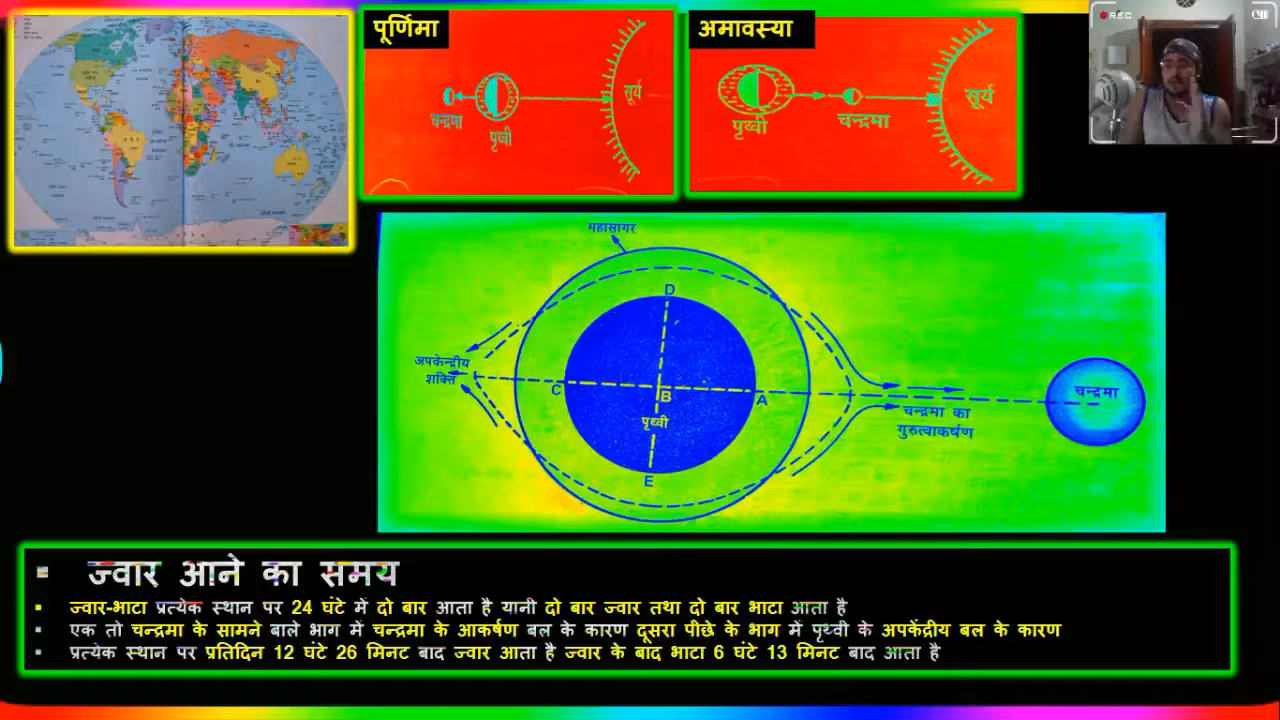 पूर्णिमा
चन्द्रमा
पृथ्वी
सूर्य
अमावस्या
पृथ्वी
चन्द्रमा
सूर्य
REC
महासागर
D
अपकेन्द्रीय
शक्ति
C
B
A
पृथ्वी
E
चन्द्रमा का
गुरुत्वाकर्षण
चन्द्रमा
ज्वार आने का समय
ज्वार-भाटा प्रत्येक स्थान पर 24 घंटे में दो बार आता है यानी दो बार ज्वार तथा दो बार भाटा आता है
एक तो चन्द्रमा के सामने बाले भाग में चन्द्रमा के आकर्षण बल के कारण दूसरा पीछे के भाग में पृथ्वी के अपकेंद्रीय बल के कारण
प्रत्येक स्थान पर प्रतिदिन 12 घंटे 26 मिनट बाद ज्वार आता है ज्वार के बाद भाटा 6 घंटे 13 मिनट बाद आता है